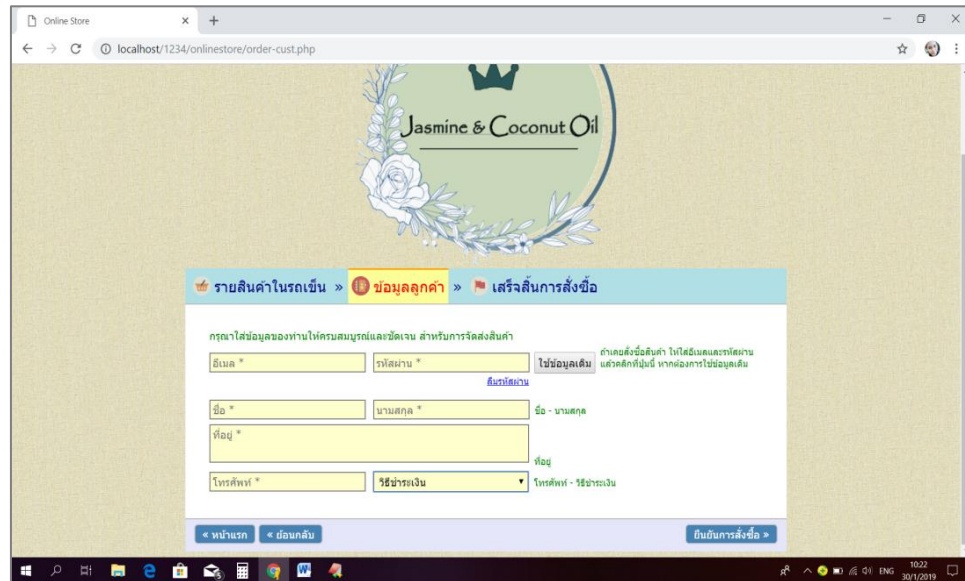 Online Store
localhost/1234/onlinestore/order-cust.php
Jasmine & Coconut Oil
รายสินค้าในรถเข็น » ข้อมูลลูกค้า » เสร็จสิ้นการสั่งซื้อ
กรุณาใส่ข้อมูลของท่านให้ครบสมบูรณ์และชัดเจน สำหรับการจัดส่งสินค้า
อีเมล * รหัสผ่าน * ใช้ข้อมูลเดิม
ถ้าเคยสั่งซื้อสินค้า ให้ใส่อีเมลและรหัสผ่าน
แล้วคลิกที่ปุ่มนี้ หากต้องการใช้ข้อมูลเดิม
ลืมรหัสผ่าน
ชื่อ * นามสกุล * ชื่อ - นามสกุล
ที่อยู่ *
ที่อยู่
โทรศัพท์ * วิธีชำระเงิน โทรศัพท์ - วิธีชำระเงิน
« หน้าแรก « ย้อนกลับ ยืนยันการสั่งซื้อ »
ENG 10:22
30/1/2019